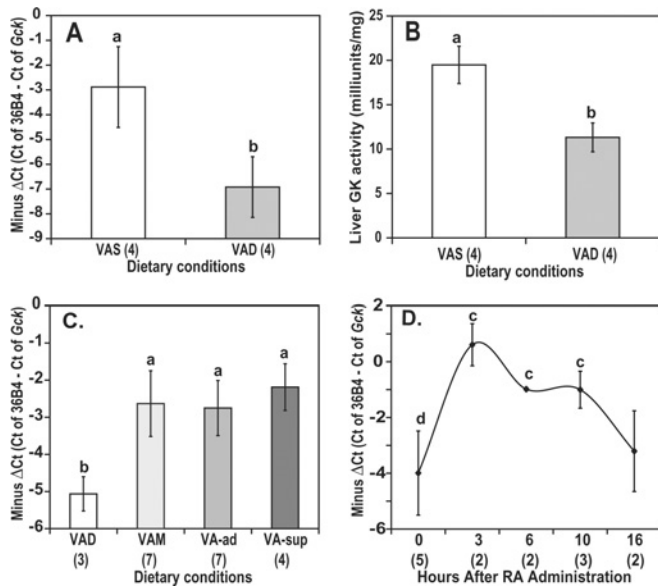 A
a
b
Minus ΔCt (Ct of 36B4 - Ct of Gck)
0
-1
-2
-3
-4
-5
-6
-7
-8
-9
VAS (4)
VAD (4)
Dietary conditions
B
a
b
Liver GK activity (milliunits/mg)
25
20
15
10
5
0
VAS (4)
VAD (4)
Dietary conditions
C.
b
a
a
a
Minus ΔCt (Ct of 36B4 - Ct of Gck)
0
-1
-2
-3
-4
-5
-6
VAD VAM VA-ad VA-sup
(3) (7) (7) (4)
Dietary conditions
D.
d
c
c
c
Minus ΔCt (Ct of 36B4 - Ct of Gck)
2
0
-2
-4
-6
0 3 6 10 16
(5) (2) (2) (3) (2)
Hours After RA Administration